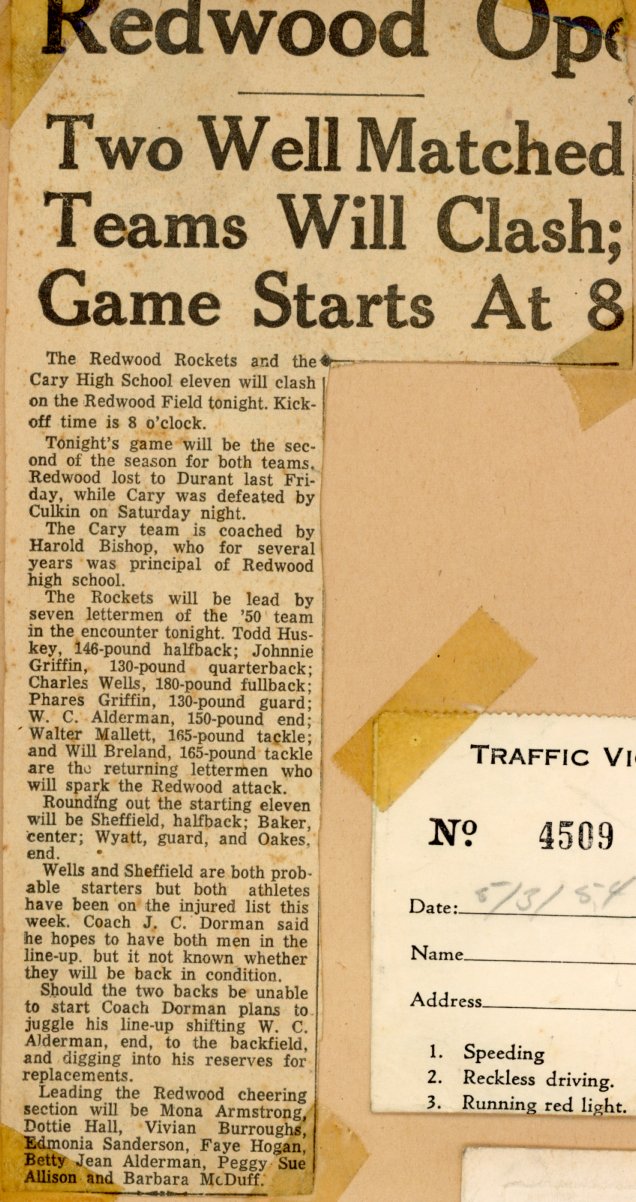 Redwood Ope
Two Well Matched
Teams Will Clash;
Game Starts At 8
The Redwood Rockets and the
Cary High School eleven will clash
on the Redwood Field tonight. Kick-
off time is 8 o'clock.
Tonight's game will be the sec-
ond of the season for both teams.
Redwood lost to Durant last Fri-
day, while Cary was defeated by
Culkin on Saturday night.
The Cary team is coached by
Harold Bishop, who for several
years was principal of Redwood
high school.
The Rockets will be lead by
seven lettermen of the '50 team
in the encounter tonight. Todd Hus-
key, 146-pound halfback; Johnnie
Griffin, 130-pound quarterback;
Charles Wells, 180-pound fullback;
Phares Griffin, 130-pound guard;
W. C. Alderman, 150-pound end;
Walter Mallett, 165-pound tackle;
and Will Breland, 165-pound tackle
are the returning lettermen who
will spark the Redwood attack.
Rounding out the starting eleven
will be Sheffield, halfback; Baker,
center; Wyatt, guard, and Oakes,
end.
Wells and Sheffield are both prob-
able starters but both athletes
have been on the injured list this
week. Coach J. C. Dorman said
he hopes to have both men in the
line-up. but it not known whether
they will be back in condition.
Should the two backs be unable
to start Coach Dorman plans to
juggle his line-up shifting W. C.
Alderman, end, to the backfield,
and digging into his reserves for
replacements.
Leading the Redwood cheering
section will be Mona Armstrong,
Dottie Hall, Vivian Burroughs,
Edmonia Sanderson, Faye Hogan,
Betty Jean Alderman, Peggy Sue
Allison and Barbara McDuff.
TRAFFIC VI
No 4509
Date: 5/3/54
Name
Address
1. Speeding
2. Reckless driving.
3. Running red light.